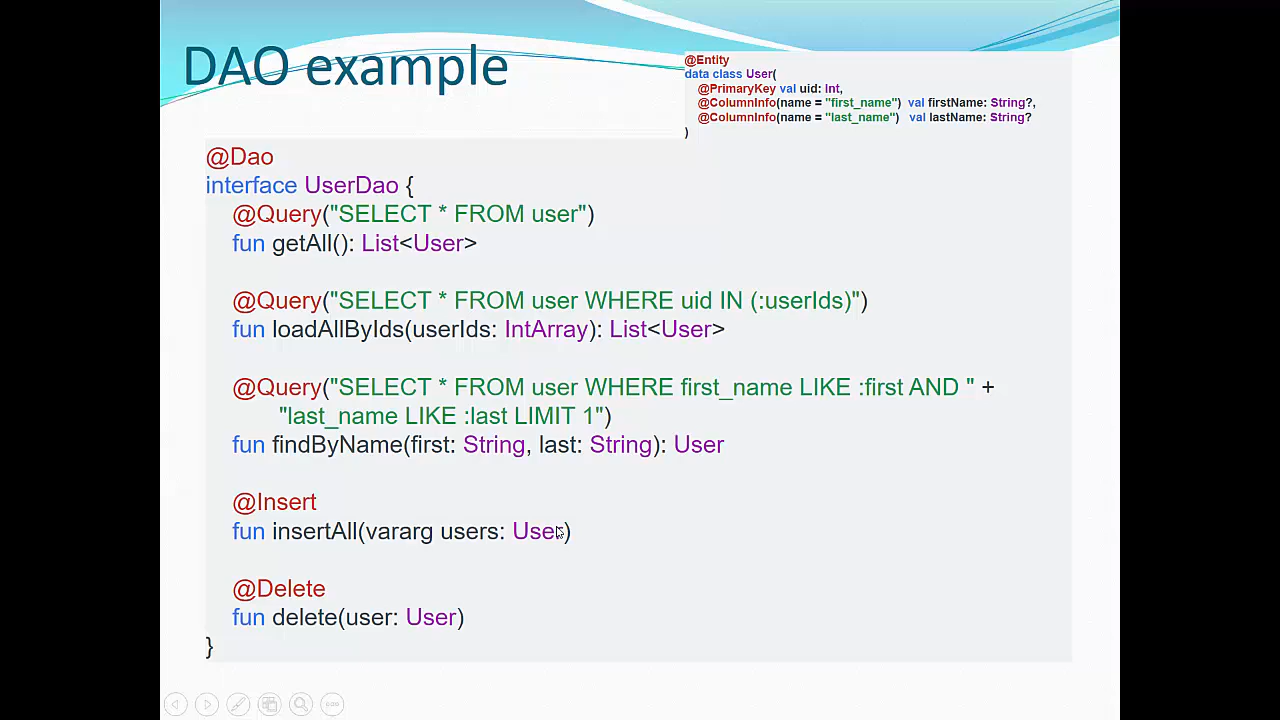 DAO example
@Entity
data class User(
@PrimaryKey val uid: Int,
@ColumnInfo(name = "first_name") val firstName: String?,
@ColumnInfo(name = "last_name") val lastName: String?
)
@Dao
interface UserDao {
@Query("SELECT * FROM user")
fun getAll(): List<User>
@Query("SELECT * FROM user WHERE uid IN (:userIds)")
fun loadAllByIds(userIds: IntArray): List<User>
@Query("SELECT * FROM user WHERE first_name LIKE :first AND " +
"last_name LIKE :last LIMIT 1")
fun findByName(first: String, last: String): User
@Insert
fun insertAll(vararg users: User)
@Delete
fun delete(user: User)
}